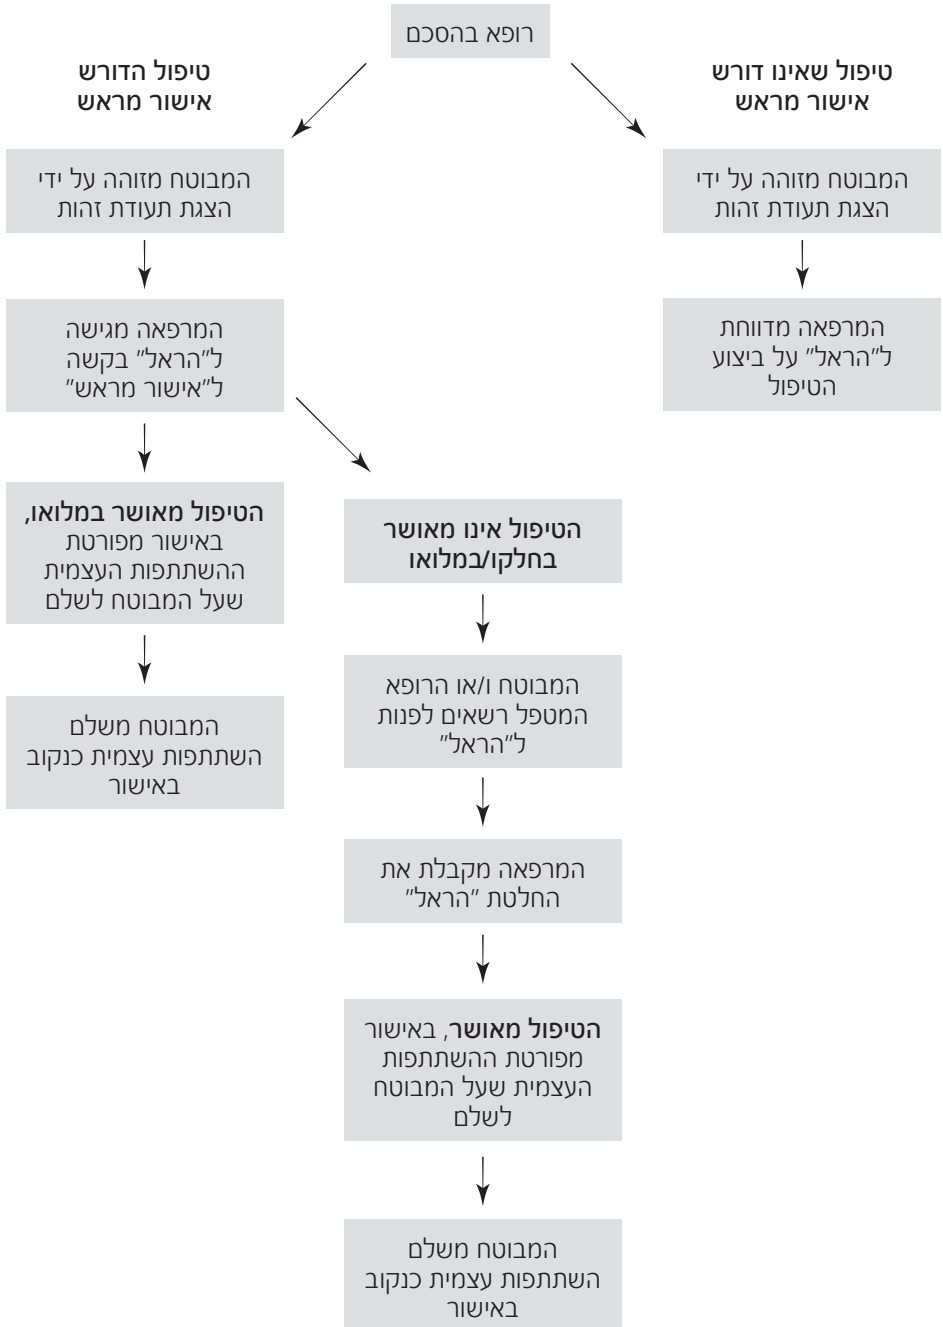 רופא בהסכם
טיפול שאינו דורש
אישור מראש
המבוטח מזוהה על ידי
הצגת תעודת זהות
המרפאה מדווחת
ל"הראל" על ביצוע
הטיפול
טיפול הדורש
אישור מראש
המבוטח מזוהה על ידי
הצגת תעודת זהות
המרפאה מגישה
ל"הראל" בקשה
ל"אישור מראש"
הטיפול מאושר במלואו,
באישור מפורטת
ההשתתפות העצמית
שעל המבוטח לשלם
המבוטח משלם
השתתפות עצמית כנקוב
באישור
הטיפול אינו מאושר
בחלקו/במלואו
המבוטח ו/או הרופא
המטפל רשאים לפנות
ל"הראל"
המרפאה מקבלת את
החלטת "הראל"
הטיפול מאושר, באישור
מפורטת ההשתתפות
העצמית שעל המבוטח
לשלם
המבוטח משלם
השתתפות עצמית כנקוב
באישור